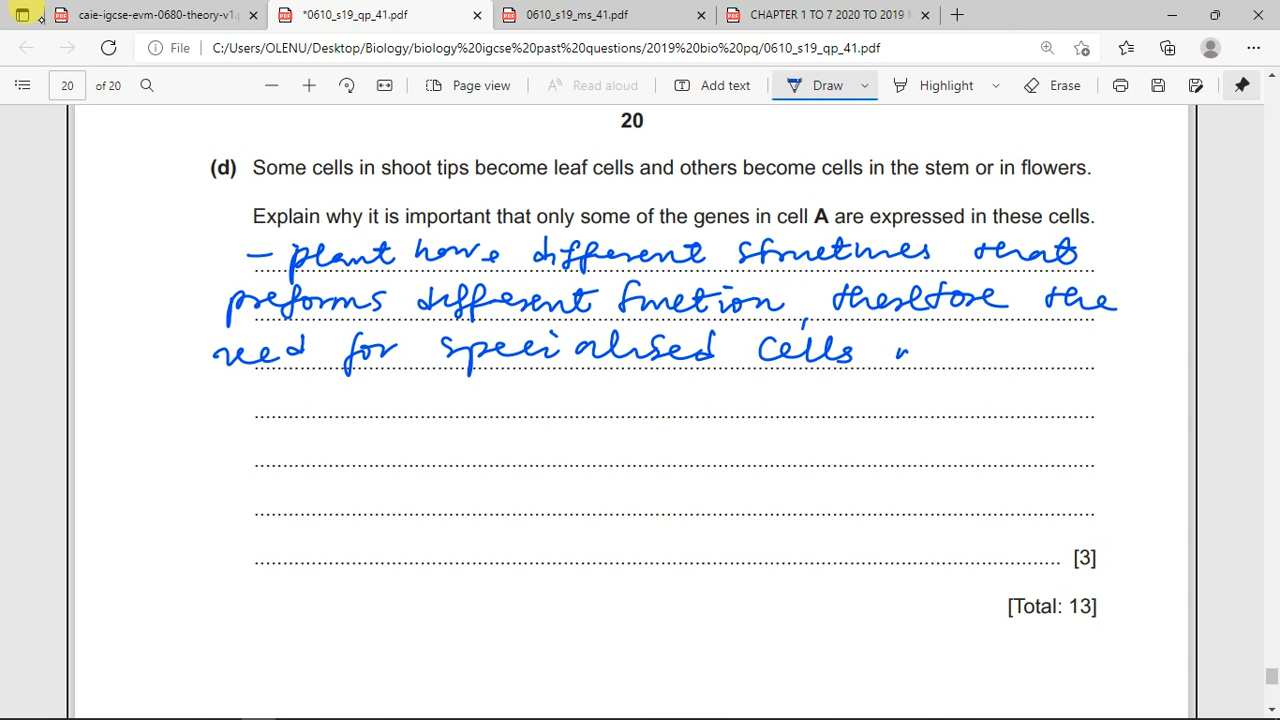 caie-igcse-evm-0680-theory-v1.
*0610_s19_qp_41.pdf
0610_s19_ms_41.pdf
CHAPTER 1 TO 7 2020 TO 2019
File
C:/Users/OLENU/Desktop/Biology/biology%20igcse%20past%20questions/2019%20bio%20pq/0610_s19_qp_41.pdf
20 of 20
Page view
Read aloud
Add text
Draw
Highlight
Erase
20
(d) Some cells in shoot tips become leaf cells and others become cells in the stem or in flowers.
Explain why it is important that only some of the genes in cell A are expressed in these cells.
- plant have different structures that
preforms different function, therefore the
need for specialised cells
[3]
[Total: 13]